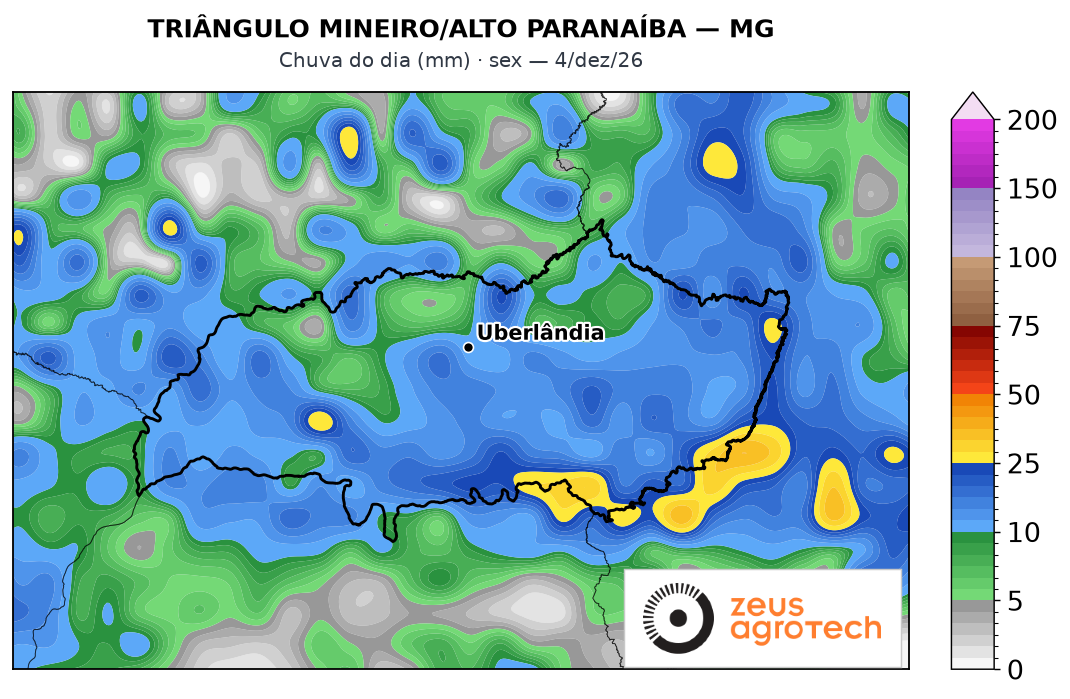 TRIÂNGULO MINEIRO/ALTO PARANAÍBA — MG
Chuva do dia (mm) · sex — 4/dez/26
200
150
100
75
50
25
10
5
0
Uberlândia
zeus
agrotech